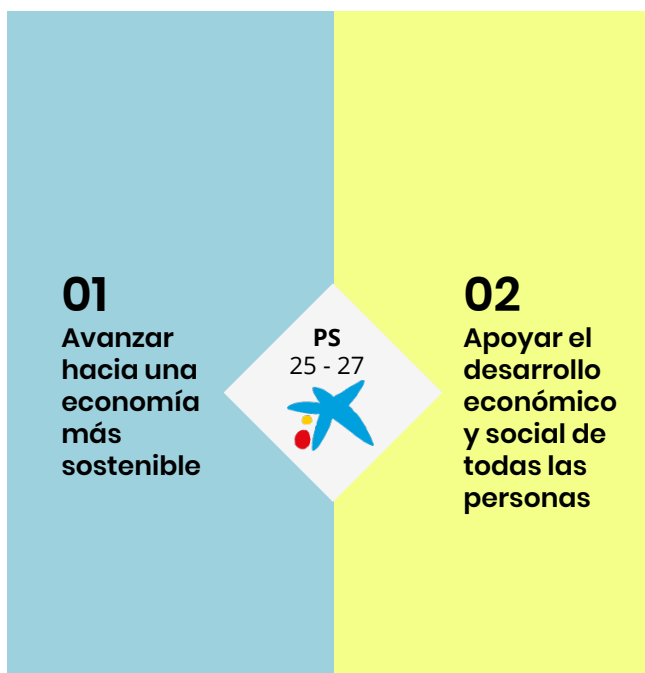 01
Avanzar
hacia una
economía
más
sostenible
PS
25 - 27
02
Apoyar el
desarrollo
económico
y social de
todas las
personas